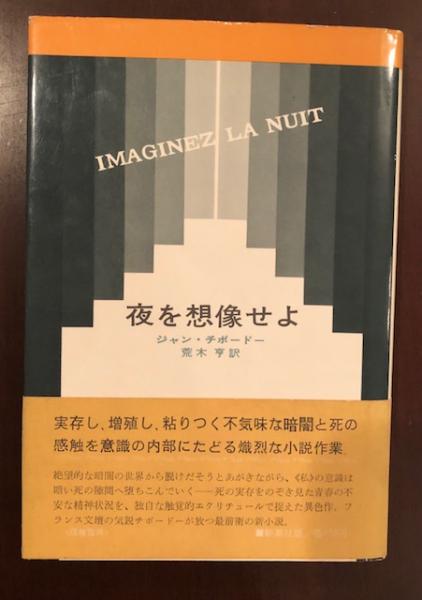 IMAGINEZ LA NUIT
夜を想像せよ
ジャン・チボードー
荒木 亨訳
実存し、増殖し、粘りつく不気味な暗闇と死の
感触を意識の内部にたどる熾烈な小説作業。
絶望的な暗闇の世界から脱けだそうとあがきながら、《私》の意識は
暗い死の隙間へ堕ちこんでいく――死の実存をのぞき見た青春の不
安な精神状況を、独自な触覚的エクリチュールで捉えた異色作。フ
ランス文壇の気鋭チボードーが放つ最前衛の新小説。